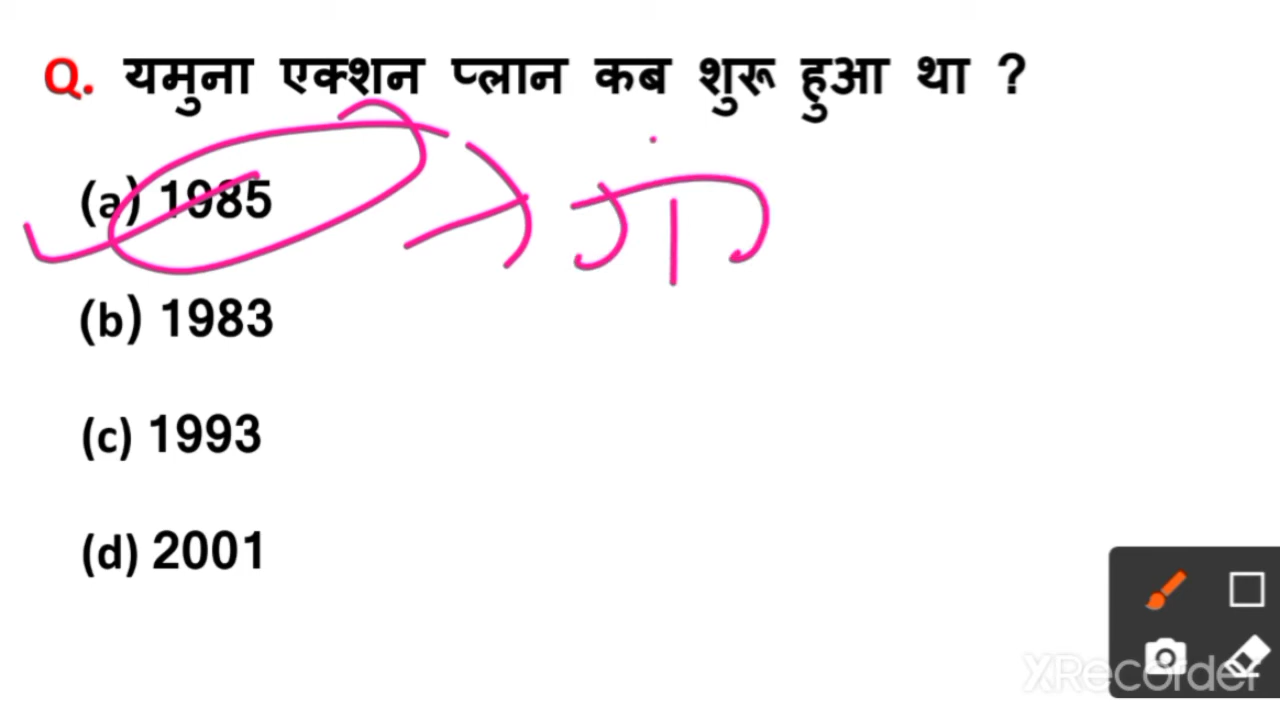 Q. यमुना एक्शन प्लान कब शुरू हुआ था ?
(a) 1985
(b) 1983
(c) 1993
(d) 2001
XRecorder